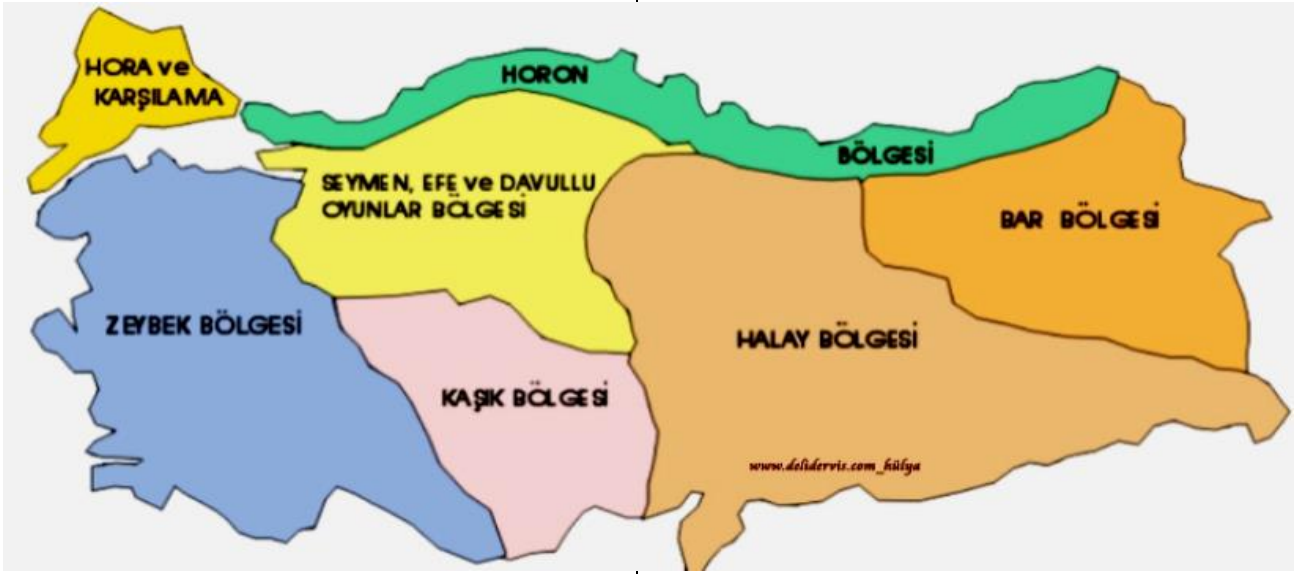 HORA ve
KARŞILAMA
HORON
BÖLGESİ
SEYMEN, EFE ve DAVULLU
OYUNLAR BÖLGESİ
BAR BÖLGESİ
ZEYBEK BÖLGESİ
HALAY BÖLGESİ
KAŞIK BÖLGESİ
www.delidervis.com_hülya